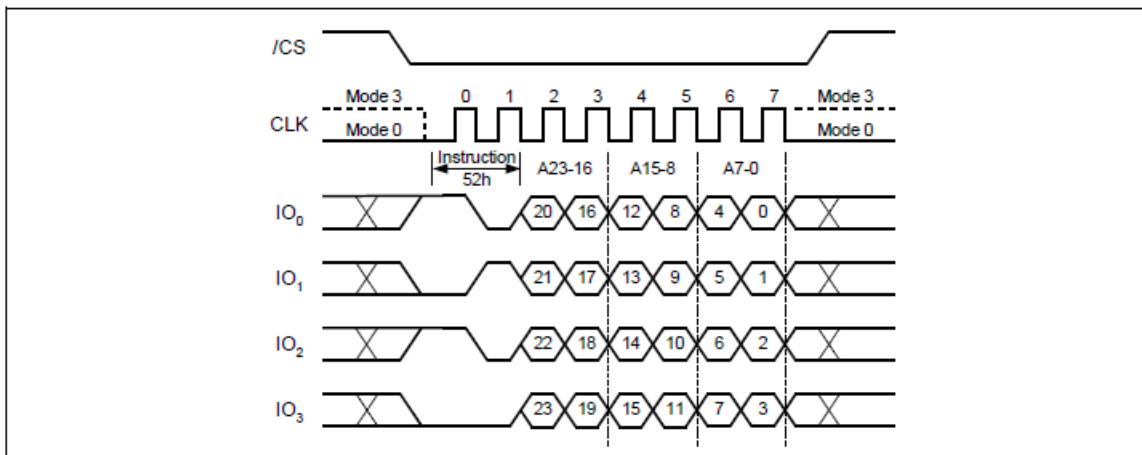 /CS
Mode 3 0 1 2 3 4 5 6 7 Mode 3
CLK Mode 0 Mode 0
Instruction A23-16 A15-8 A7-0
52h
IO0 20 16 12 8 4 0
IO1 21 17 13 9 5 1
IO2 22 18 14 10 6 2
IO3 23 19 15 11 7 3